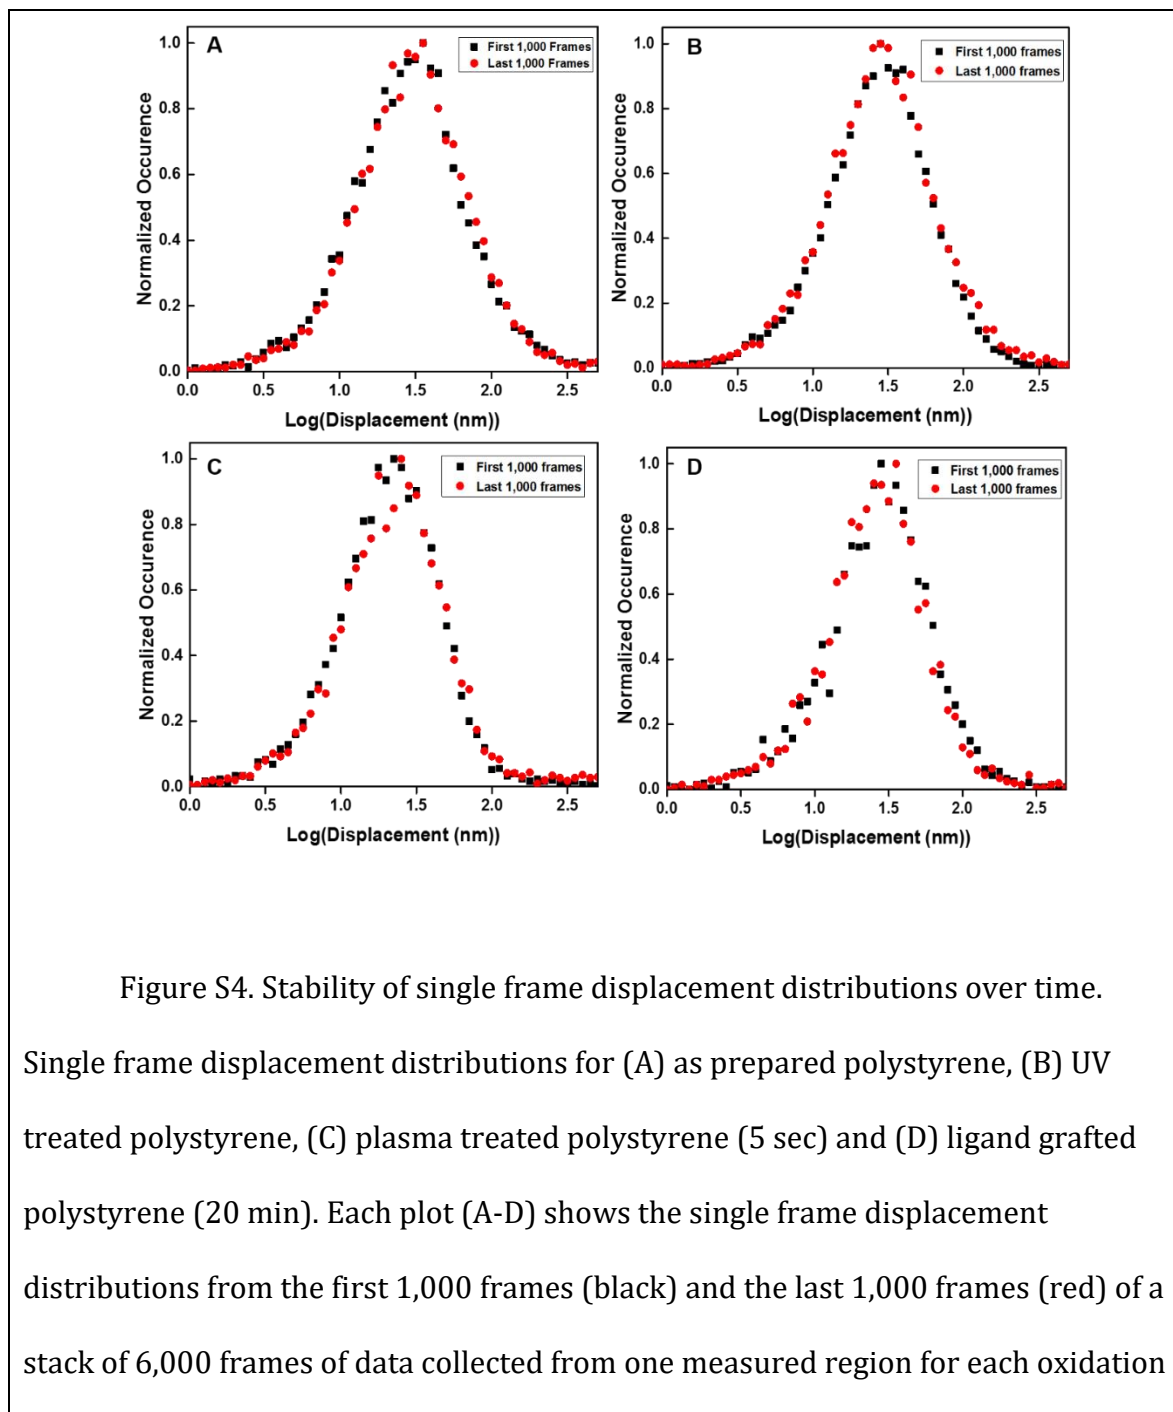 A
First 1,000 Frames
Last 1,000 Frames
Normalized Occurence
1.0
0.8
0.6
0.4
0.2
0.0
0.0 0.5 1.0 1.5 2.0 2.5
Log(Displacement (nm))
B
First 1,000 frames
Last 1,000 frames
Normalized Occurence
1.0
0.8
0.6
0.4
0.2
0.0
0.0 0.5 1.0 1.5 2.0 2.5
Log(Displacement (nm))
C
First 1,000 frames
Last 1,000 frames
Normalized Occurence
1.0
0.8
0.6
0.4
0.2
0.0
0.0 0.5 1.0 1.5 2.0 2.5
Log(Displacement (nm))
D
First 1,000 frames
Last 1,000 frames
Normalized Occurence
1.0
0.8
0.6
0.4
0.2
0.0
0.0 0.5 1.0 1.5 2.0 2.5
Log(Displacement (nm))
Figure S4. Stability of single frame displacement distributions over time.
Single frame displacement distributions for (A) as prepared polystyrene, (B) UV
treated polystyrene, (C) plasma treated polystyrene (5 sec) and (D) ligand grafted
polystyrene (20 min). Each plot (A-D) shows the single frame displacement
distributions from the first 1,000 frames (black) and the last 1,000 frames (red) of a
stack of 6,000 frames of data collected from one measured region for each oxidation